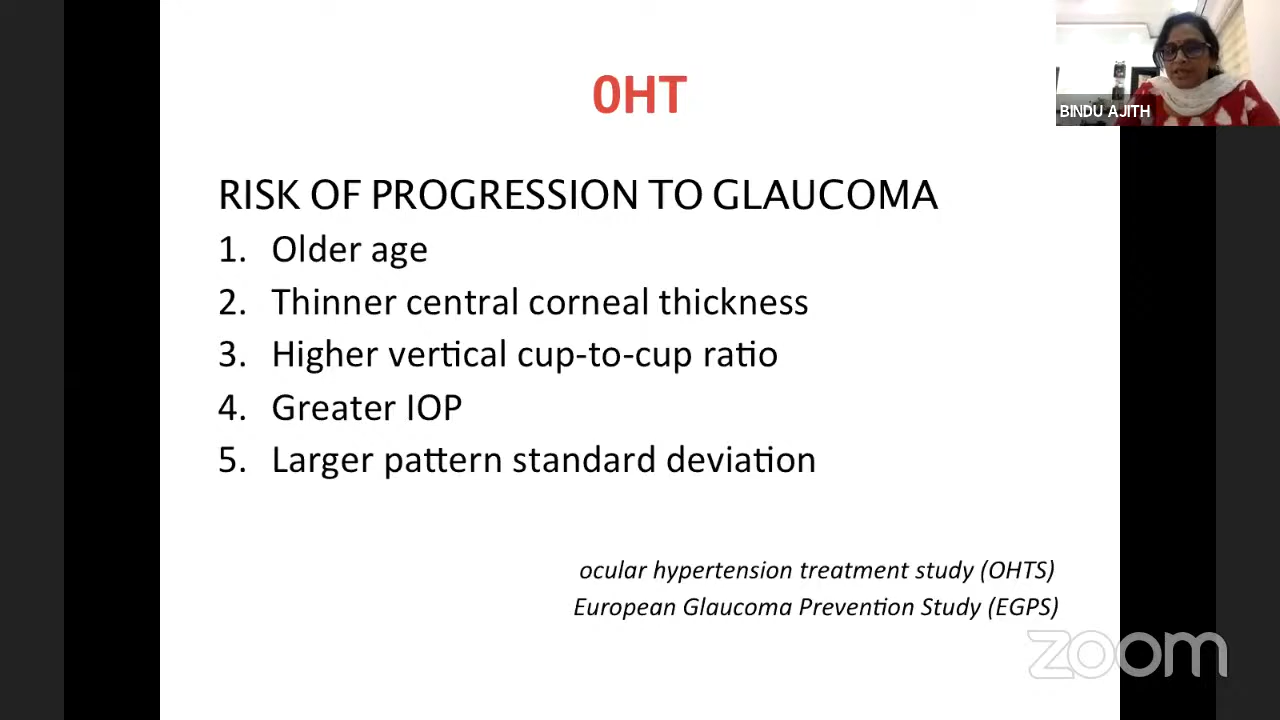 0HT
BINDU AJITH
RISK OF PROGRESSION TO GLAUCOMA
1. Older age
2. Thinner central corneal thickness
3. Higher vertical cup-to-cup ratio
4. Greater IOP
5. Larger pattern standard deviation
ocular hypertension treatment study (OHTS)
European Glaucoma Prevention Study (EGPS)
zoom